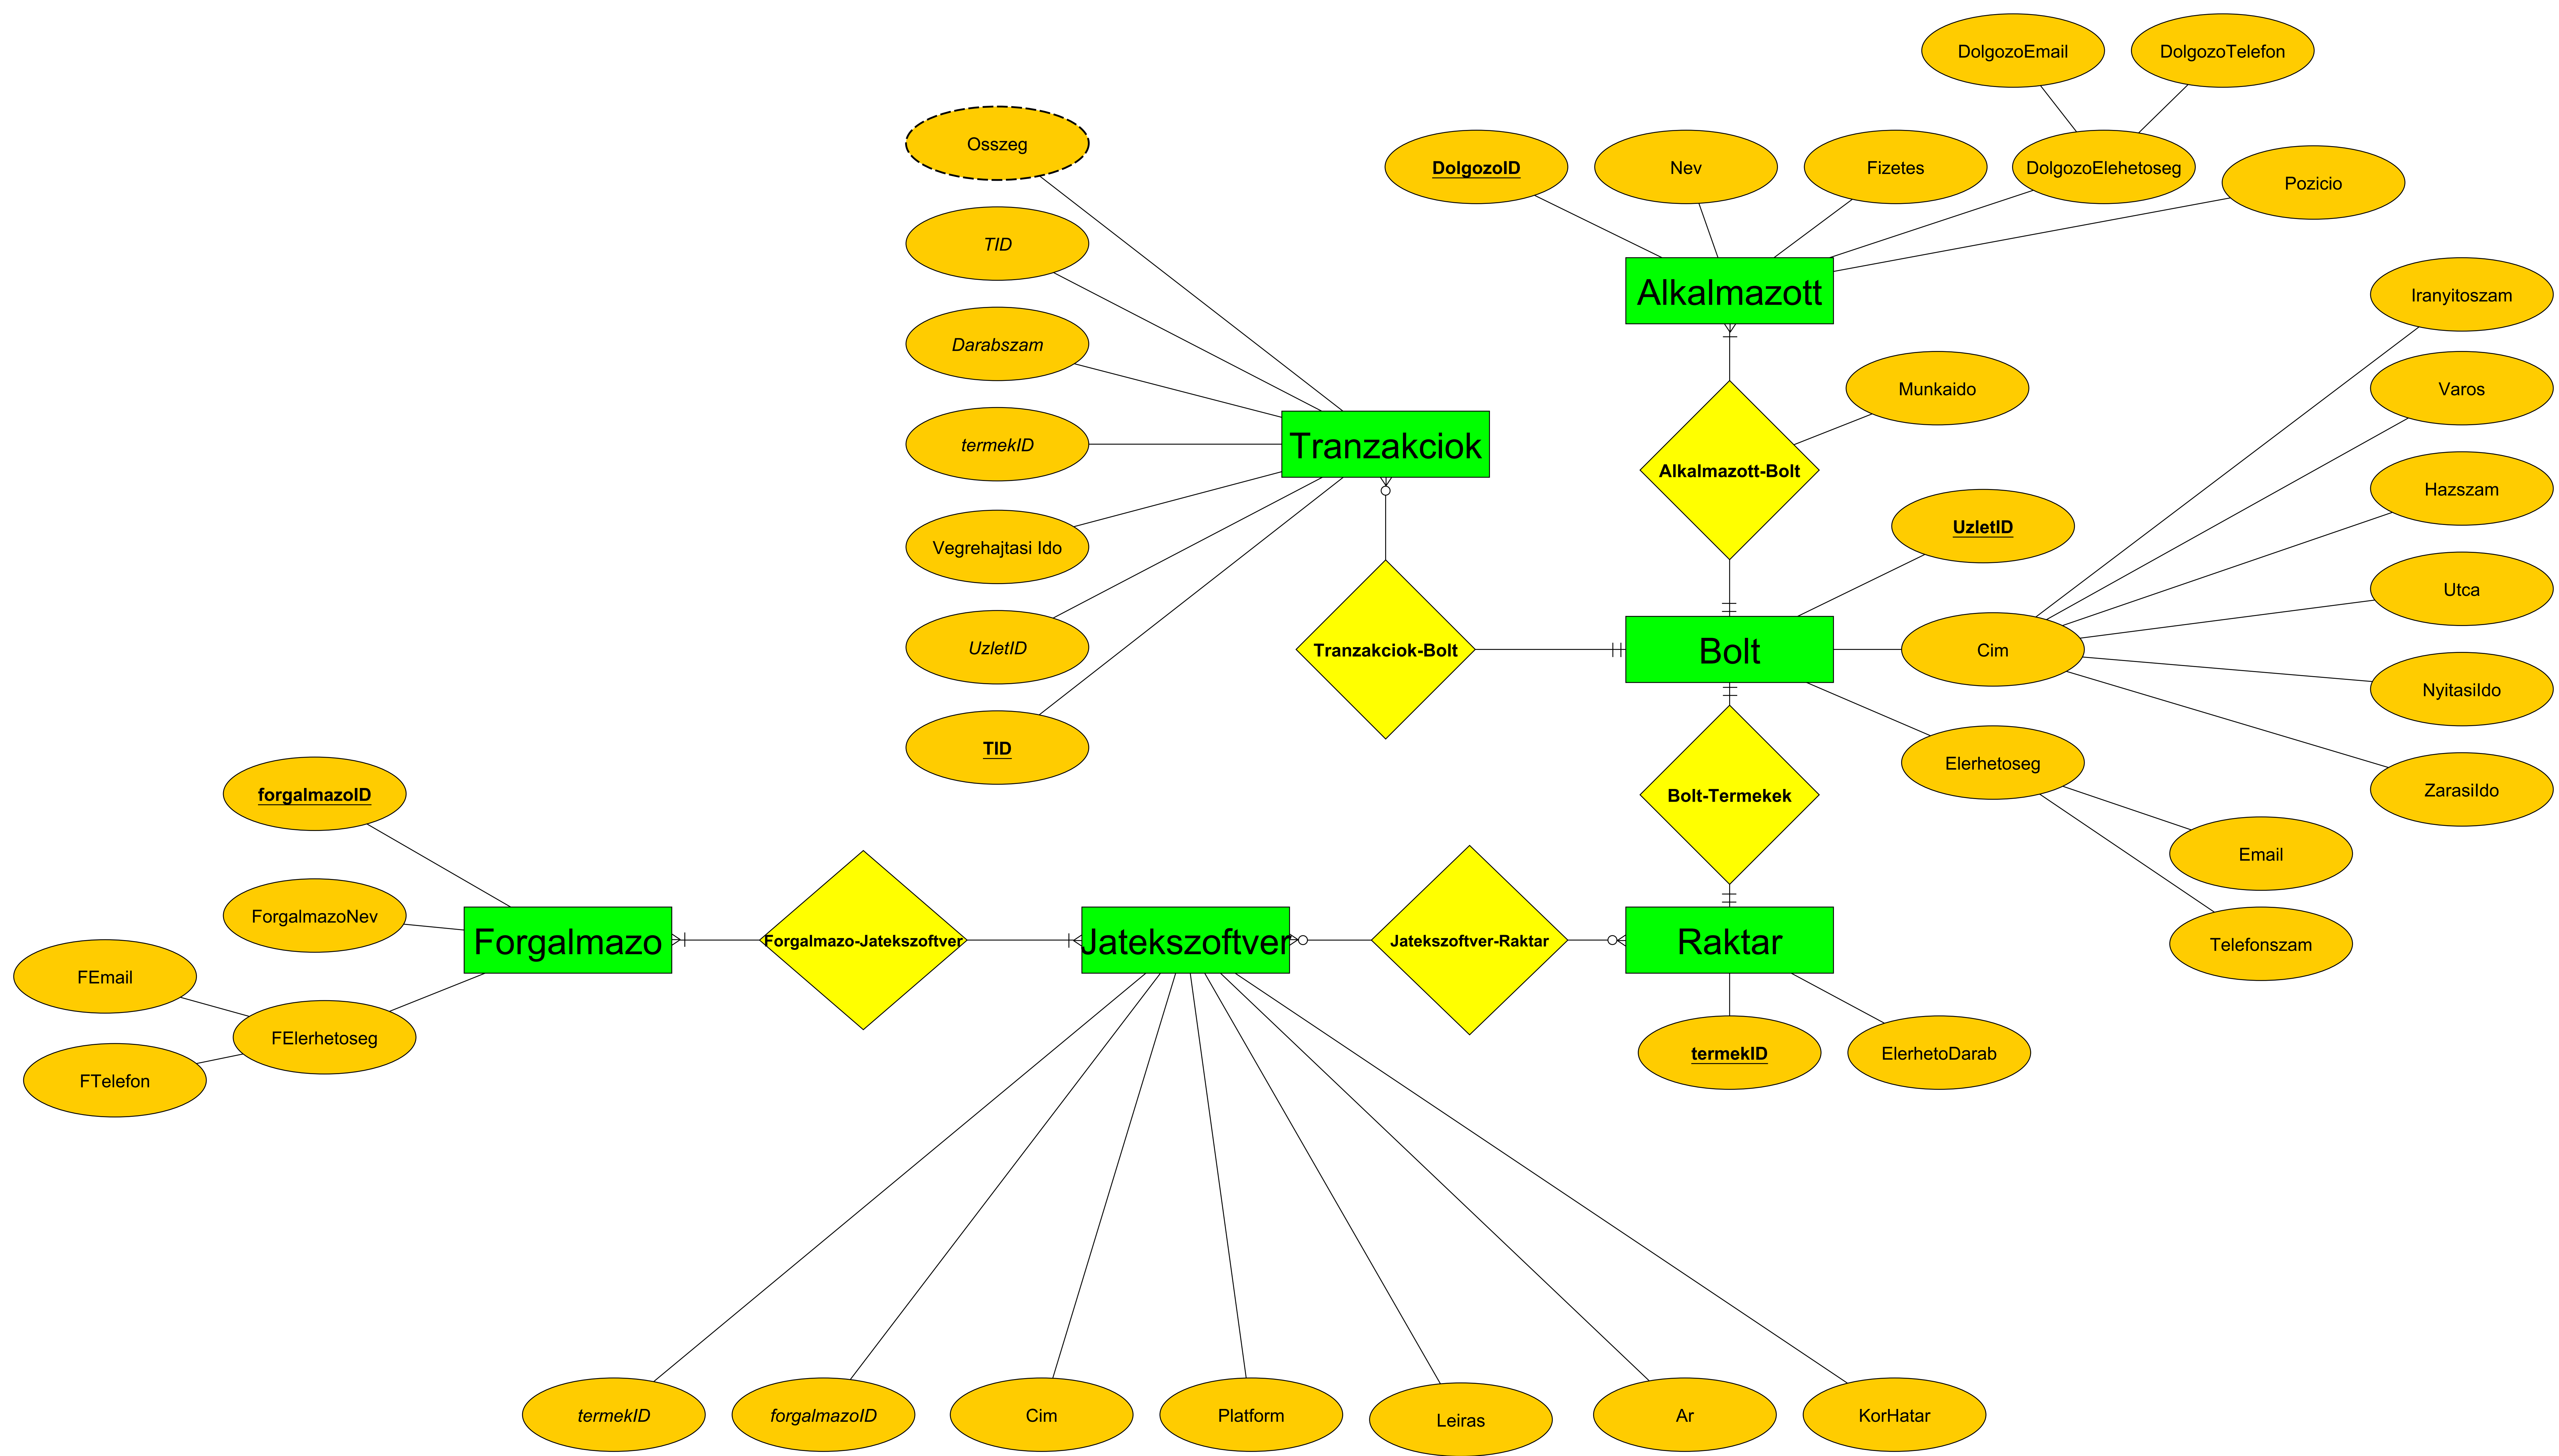 DolgozoEmail
DolgozoTelefon
Osszeg
DolgozoID
Nev
Fizetes
DolgozoElehetoseg
Pozicio
TID
Alkalmazott
Iranyitoszam
Darabszam
Munkaido
Varos
termekID
Tranzakciok
Alkalmazott-Bolt
Hazszam
UzletID
Vegrehajtasi Ido
Utca
UzletID
Tranzakciok-Bolt
Bolt
Cim
NyitasiIdo
TID
Elerhetoseg
ZarasiIdo
forgalmazoID
Bolt-Termekek
Email
ForgalmazoNev
Forgalmazo
Forgalmazo-Jatekszoftver
Jatekszoftver
Jatekszoftver-Raktar
Raktar
Telefonszam
FEmail
FElerhetoseg
termekID
ElerhetoDarab
FTelefon
termekID
forgalmazoID
Cim
Platform
Leiras
Ar
KorHatar